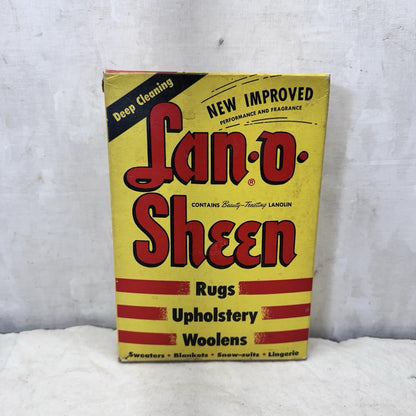 Deep Cleaning
NEW IMPROVED
PERFORMANCE AND FRAGRANCE
Lan·o·
®
CONTAINS Beauty-Treating LANOLIN
Sheen
Rugs
Upholstery
Woolens
Sweaters • Blankets • Snow-suits • Lingerie